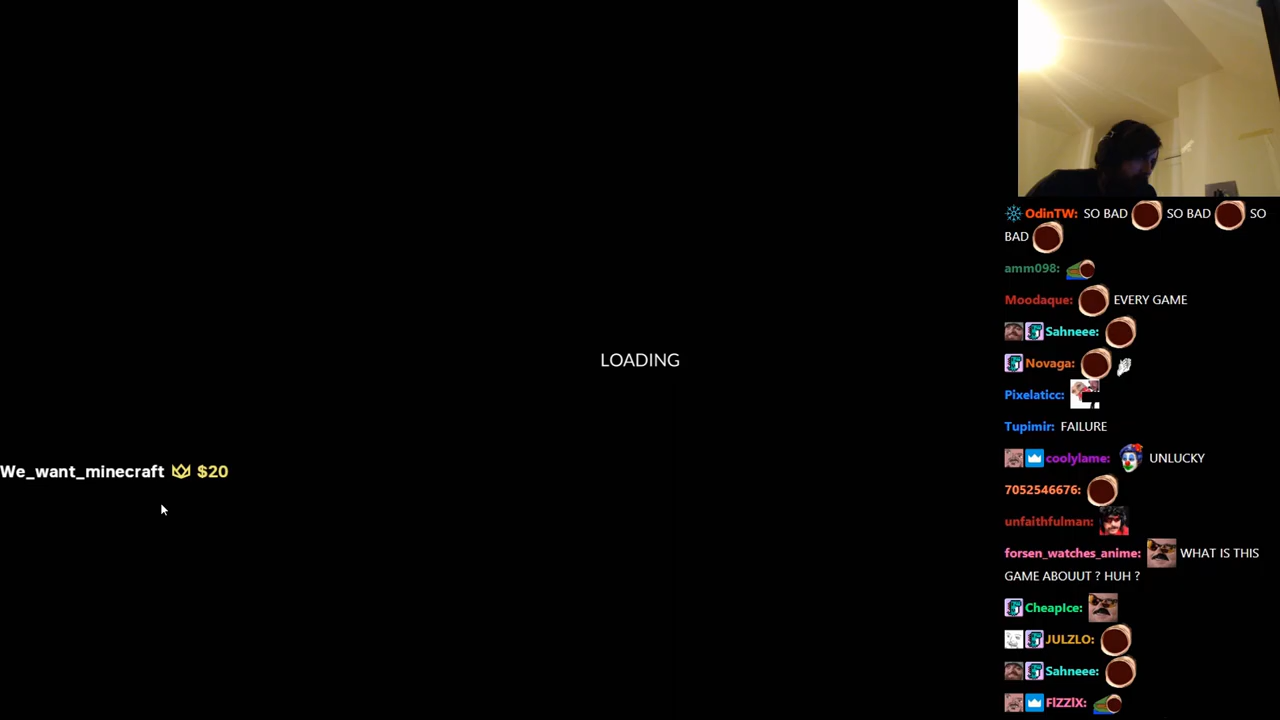 LOADING
We_want_minecraft $20
OdinTW: SO BAD SO BAD SO
BAD
amm098:
Moodaque: EVERY GAME
Sahneee:
Novaga:
Pixelaticc:
Tupimir: FAILURE
coolylame: UNLUCKY
7052546676:
unfaithfulman:
forsen_watches_anime: WHAT IS THIS
GAME ABOUUT ? HUH ?
CheapIce:
JULZLO:
Sahneee:
FlZZlX: